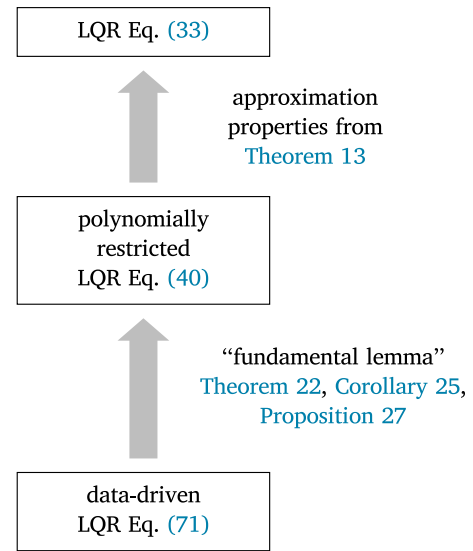 LQR Eq. (33)
approximation
properties from
Theorem 13
polynomially
restricted
LQR Eq. (40)
“fundamental lemma”
Theorem 22, Corollary 25,
Proposition 27
data-driven
LQR Eq. (71)